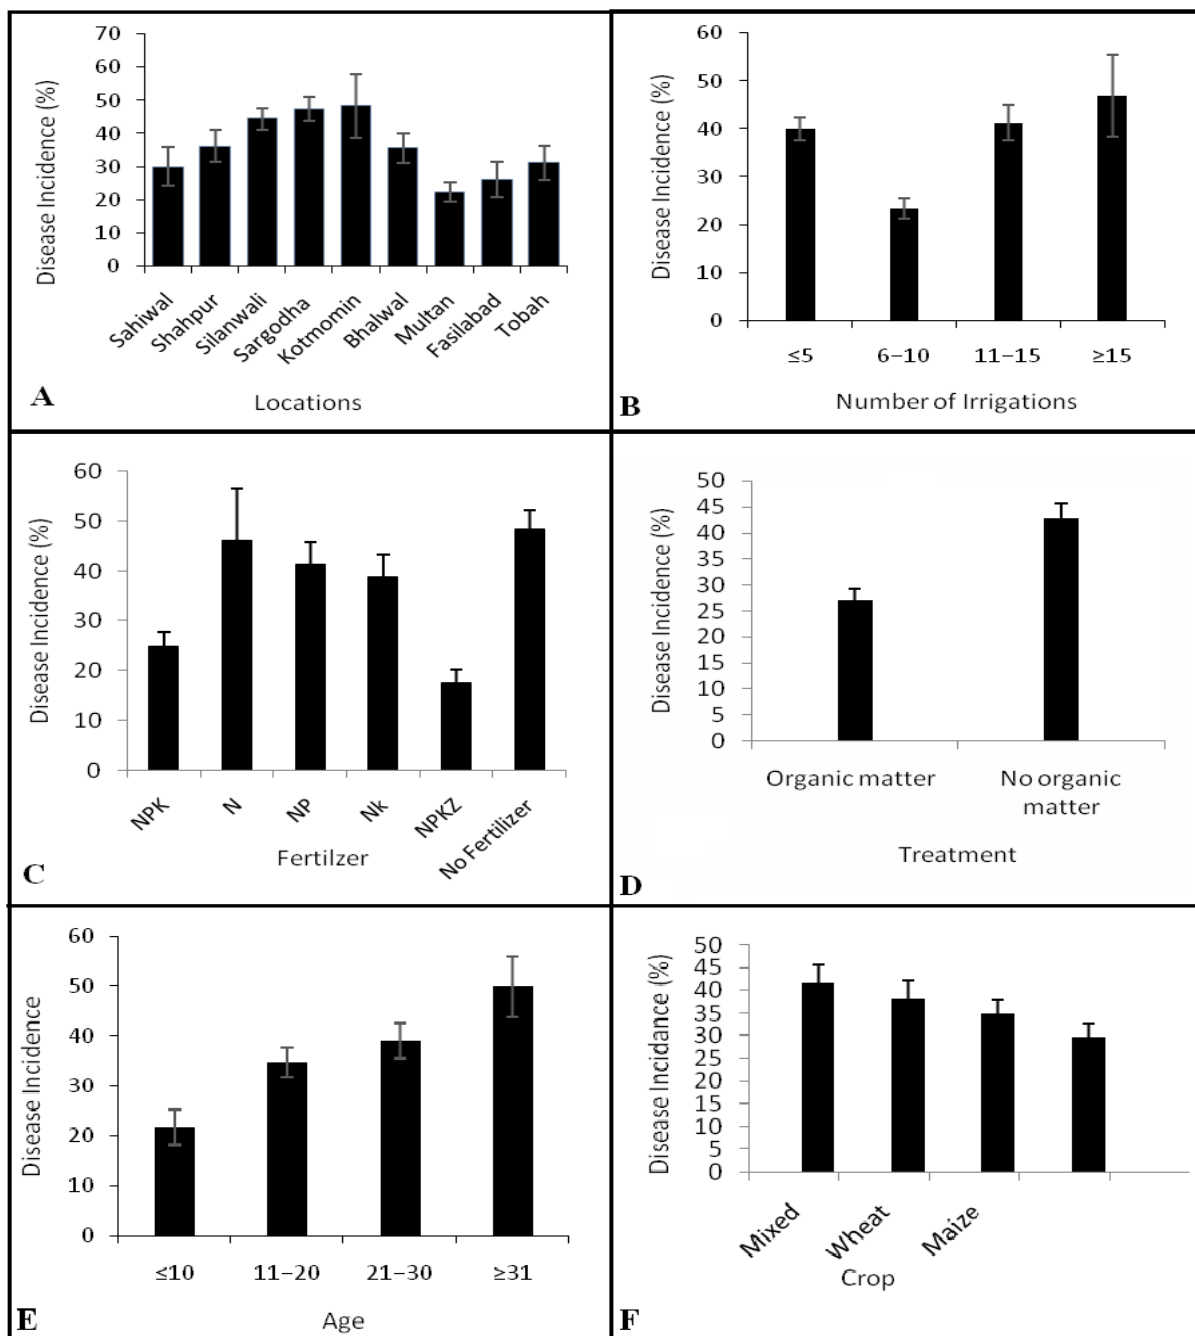 Disease Incidence (%)
70
60
50
40
30
20
10
0
Sahiwal
Shahpur
Silanwali
Sargodha
Kotmomin
Bhalwal
Multan
Fasilabad
Tobah
A
Locations
Disease Incidence (%)
60
50
40
30
20
10
0
≤5 6–10 11–15 ≥15
B
Number of Irrigations
Disease Incidence (%)
60
50
40
30
20
10
0
NPK
N
NP
Nk
NPKZ
No Fertilizer
C
Fertilzer
Disease Incidence (%)
50
45
40
35
30
25
20
15
10
5
0
Organic matter No organic
matter
D
Treatment
Disease Incidence
60
50
40
30
20
10
0
≤10 11–20 21–30 ≥31
E
Age
Disease Incidance (%)
50
45
40
35
30
25
20
15
10
5
0
Mixed
Wheat
Maize
Crop
F